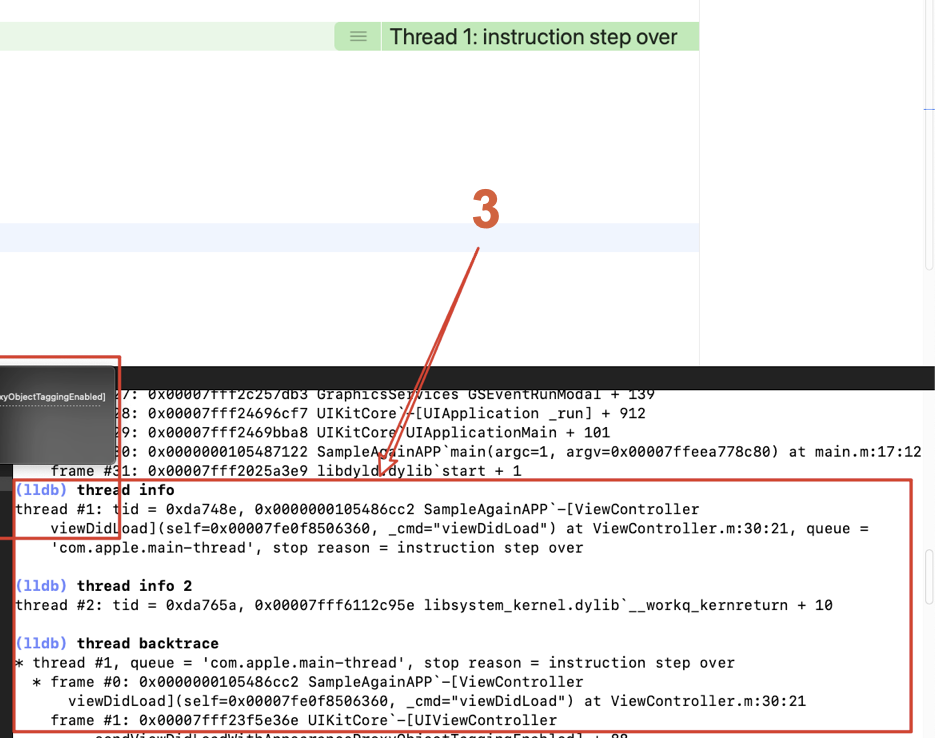 Thread 1: instruction step over
3
xyObjectTaggingEnabled]
27: 0x00007fff2c257db3 GraphicsServices GSEventRunModal + 139
28: 0x00007fff24696cf7 UIKitCore`-[UIApplication _run] + 912
29: 0x00007fff2469bba8 UIKitCore`UIApplicationMain + 101
30: 0x0000000105487122 SampleAgainAPP`main(argc=1, argv=0x00007ffeea778c80) at main.m:17:12
frame #31: 0x00007fff2025a3e9 libdyld.dylib`start + 1
(lldb) thread info
thread #1: tid = 0xda748e, 0x0000000105486cc2 SampleAgainAPP`-[ViewController
viewDidLoad](self=0x00007fe0f8506360, _cmd="viewDidLoad") at ViewController.m:30:21, queue =
'com.apple.main-thread', stop reason = instruction step over
(lldb) thread info 2
thread #2: tid = 0xda765a, 0x00007fff6112c95e libsystem_kernel.dylib`__workq_kernreturn + 10
(lldb) thread backtrace
* thread #1, queue = 'com.apple.main-thread', stop reason = instruction step over
* frame #0: 0x0000000105486cc2 SampleAgainAPP`-[ViewController
viewDidLoad](self=0x00007fe0f8506360, _cmd="viewDidLoad") at ViewController.m:30:21
frame #1: 0x00007fff23f5e36e UIKitCore`-[UIViewController